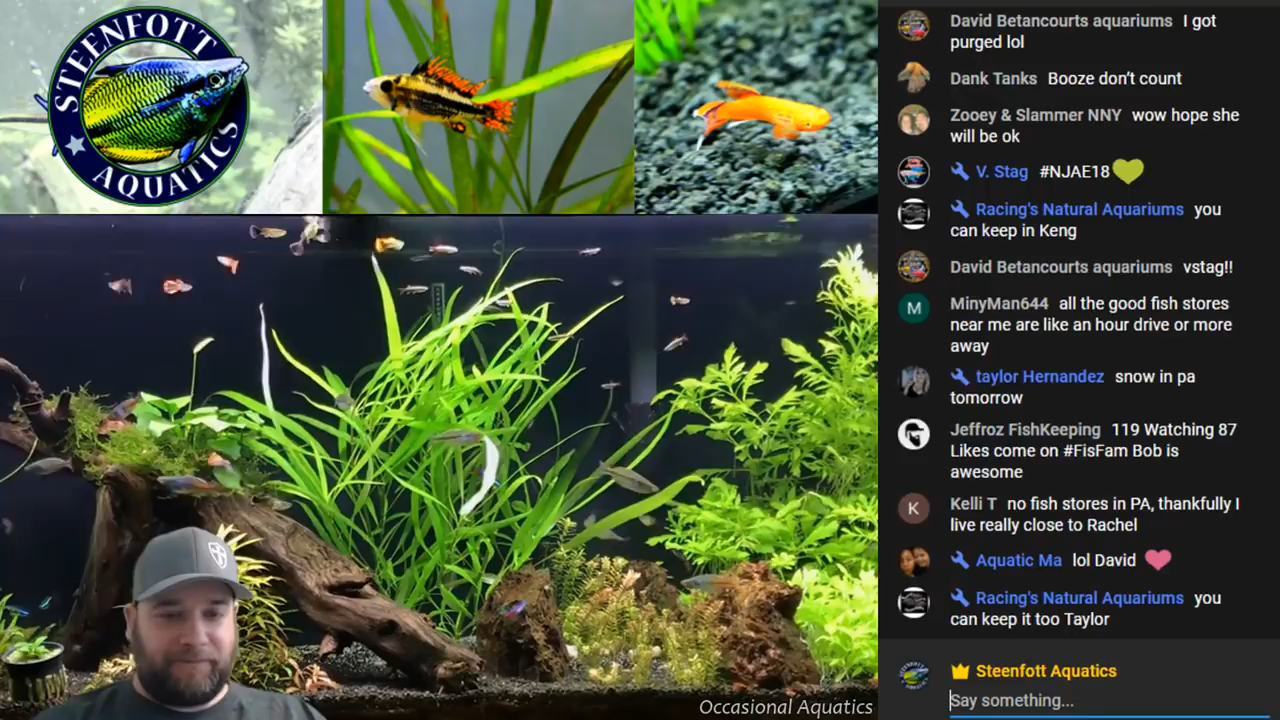 STEENFOTT
AQUATICS
Occasional Aquatics
David Betancourts aquariums I got
purged lol
Dank Tanks Booze don't count
Zooey & Slammer NNY wow hope she
will be ok
V. Stag #NJAE18
Racing's Natural Aquariums you
can keep in Keng
David Betancourts aquariums vstag!!
M
MinyMan644 all the good fish stores
near me are like an hour drive or more
away
taylor Hernandez snow in pa
tomorrow
Jeffroz FishKeeping 119 Watching 87
Likes come on #FisFam Bob is
awesome
K
Kelli T no fish stores in PA, thankfully I
live really close to Rachel
Aquatic Ma lol David
Racing's Natural Aquariums you
can keep it too Taylor
Steenfott Aquatics
Say something...